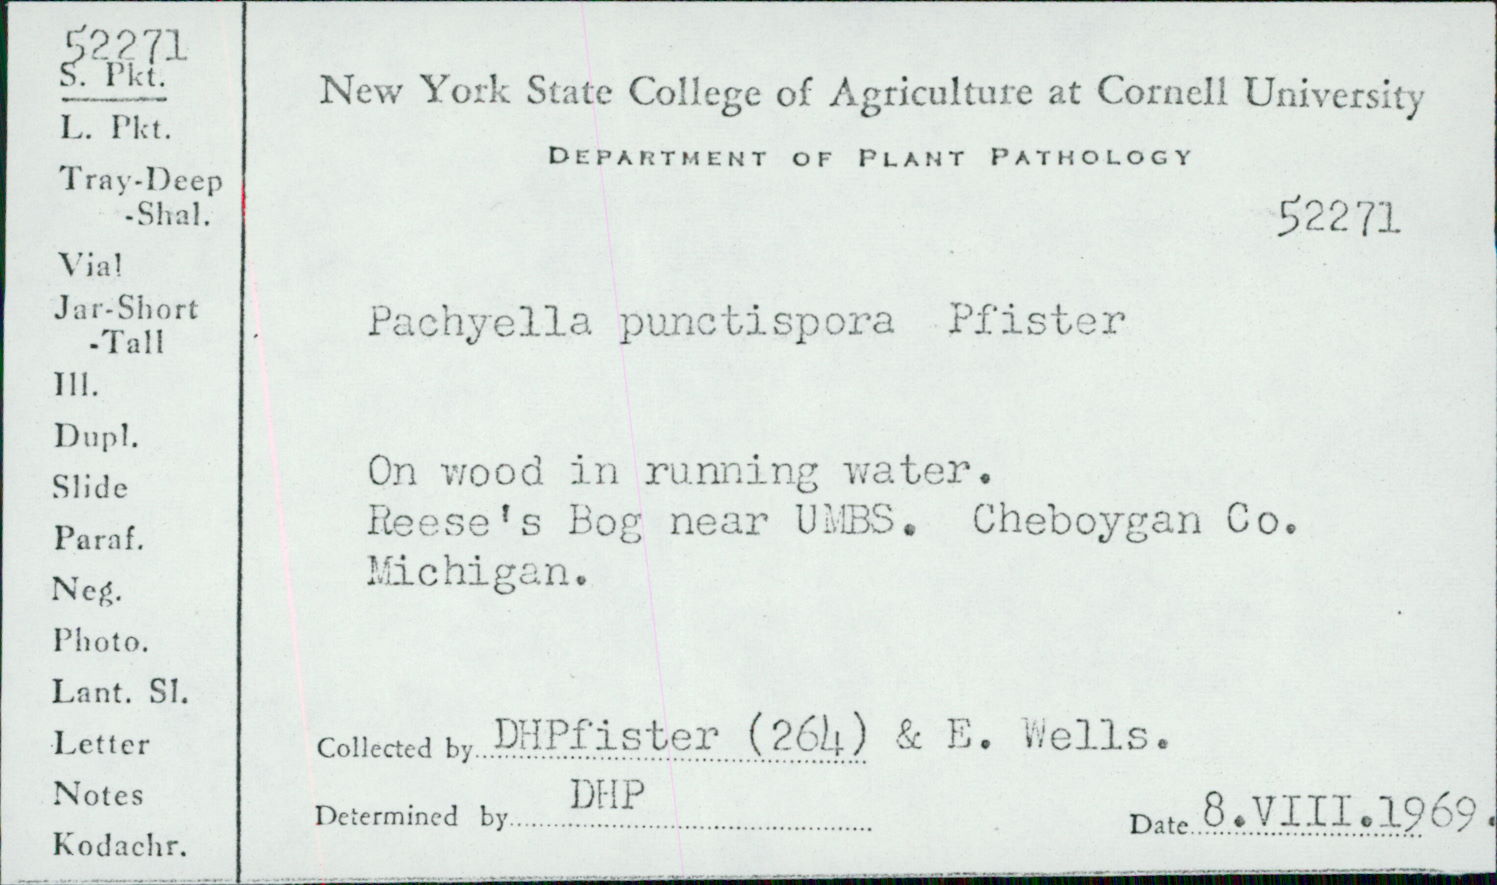 52271
S. Pkt.
L. Pkt.
Tray-Deep
-Shal.
Vial
Jar-Short
-Tall
Ill.
Dupl.
Slide
Paraf.
Neg.
Photo.
Lant. Sl.
Letter
Notes
Kodachr.
New York State College of Agriculture at Cornell University
DEPARTMENT OF PLANT PATHOLOGY
52271
Pachyella punctispora Pfister
On wood in running water.
Reese's Bog near UMBS. Cheboygan Co.
Michigan.
Collected by DHPfister (264) & E. Wells.
Determined by DHP
Date 8.VIII.1969.